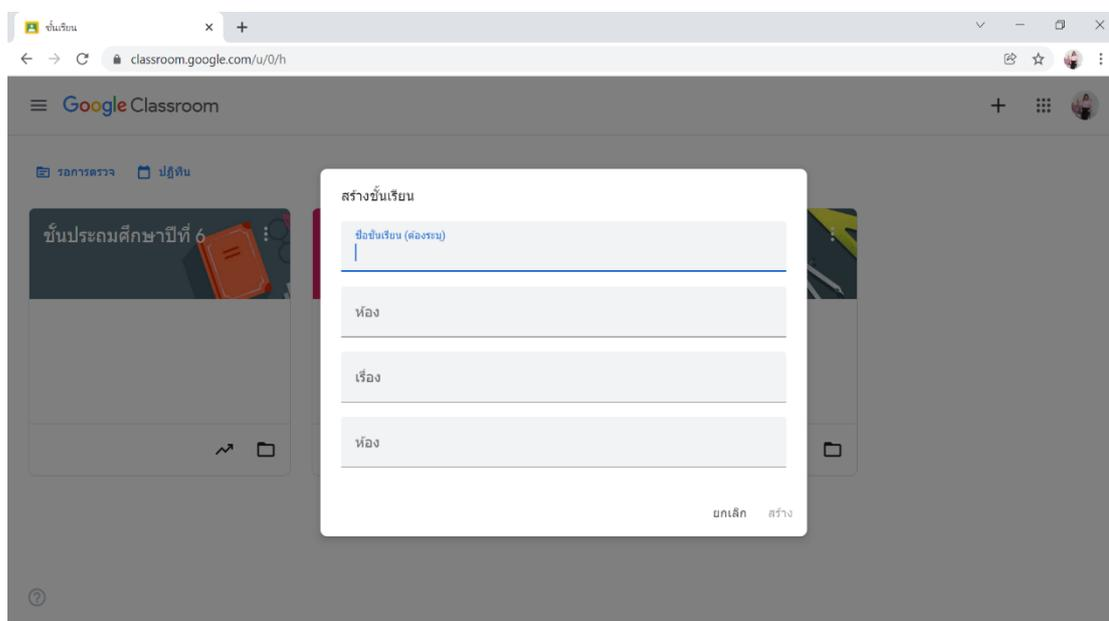 ชั้นเรียน
classroom.google.com/u/0/h
Google Classroom
รอการตรวจ ปฏิทิน
ชั้นประถมศึกษาปีที่ 6
สร้างชั้นเรียน
ชื่อชั้นเรียน (ต้องระบุ)
ห้อง
เรื่อง
ห้อง
ยกเลิก สร้าง